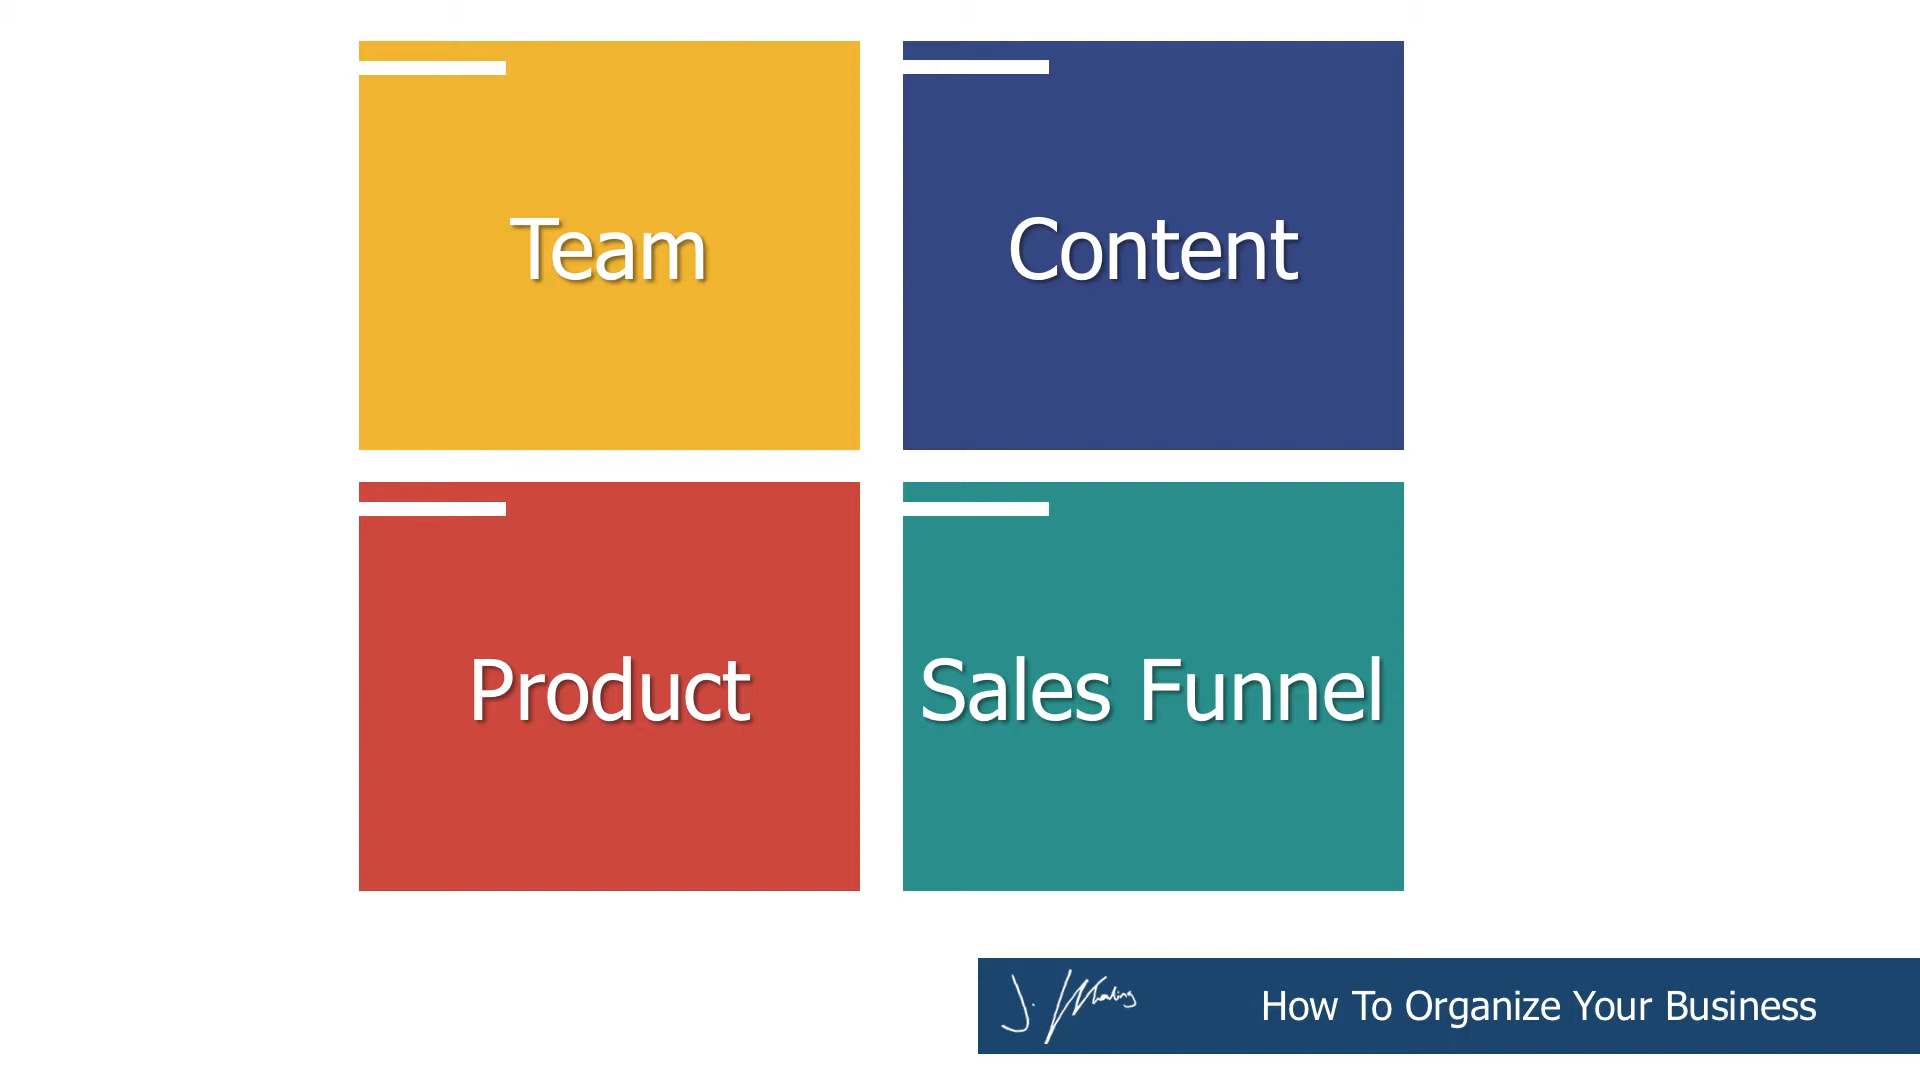 Team
Content
Product
Sales Funnel
How To Organize Your Business